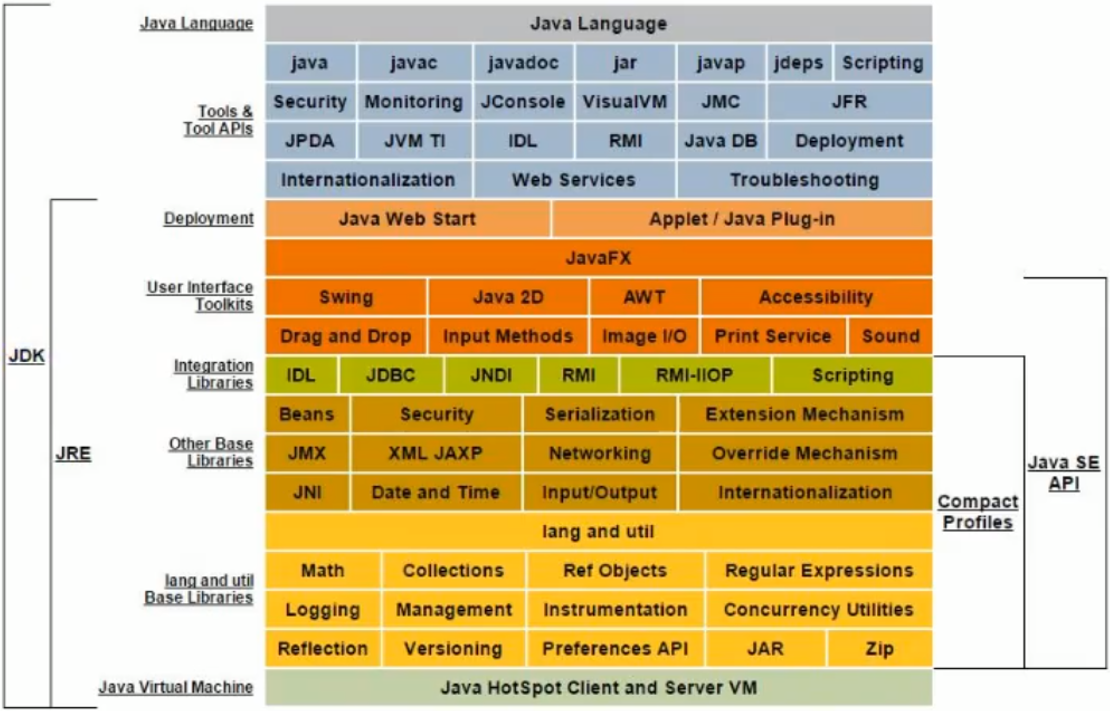 Java Language Java Language
java javac javadoc jar javap jdeps Scripting
Security Monitoring JConsole VisualVM JMC JFR
Tools &
Tool APIs
JPDA JVM TI IDL RMI Java DB Deployment
Internationalization Web Services Troubleshooting
Deployment Java Web Start Applet / Java Plug-in
JavaFX
User Interface
Toolkits
Swing Java 2D AWT Accessibility
Drag and Drop Input Methods Image I/O Print Service Sound
Integration
Libraries
IDL JDBC JNDI RMI RMI-IIOP Scripting
JDK
Beans Security Serialization Extension Mechanism
Other Base
Libraries
JRE
JMX XML JAXP Networking Override Mechanism
Java SE
API
JNI Date and Time Input/Output Internationalization
Compact
Profiles
lang and util
Math Collections Ref Objects Regular Expressions
lang and util
Base Libraries
Logging Management Instrumentation Concurrency Utilities
Reflection Versioning Preferences API JAR Zip
Java Virtual Machine Java HotSpot Client and Server VM